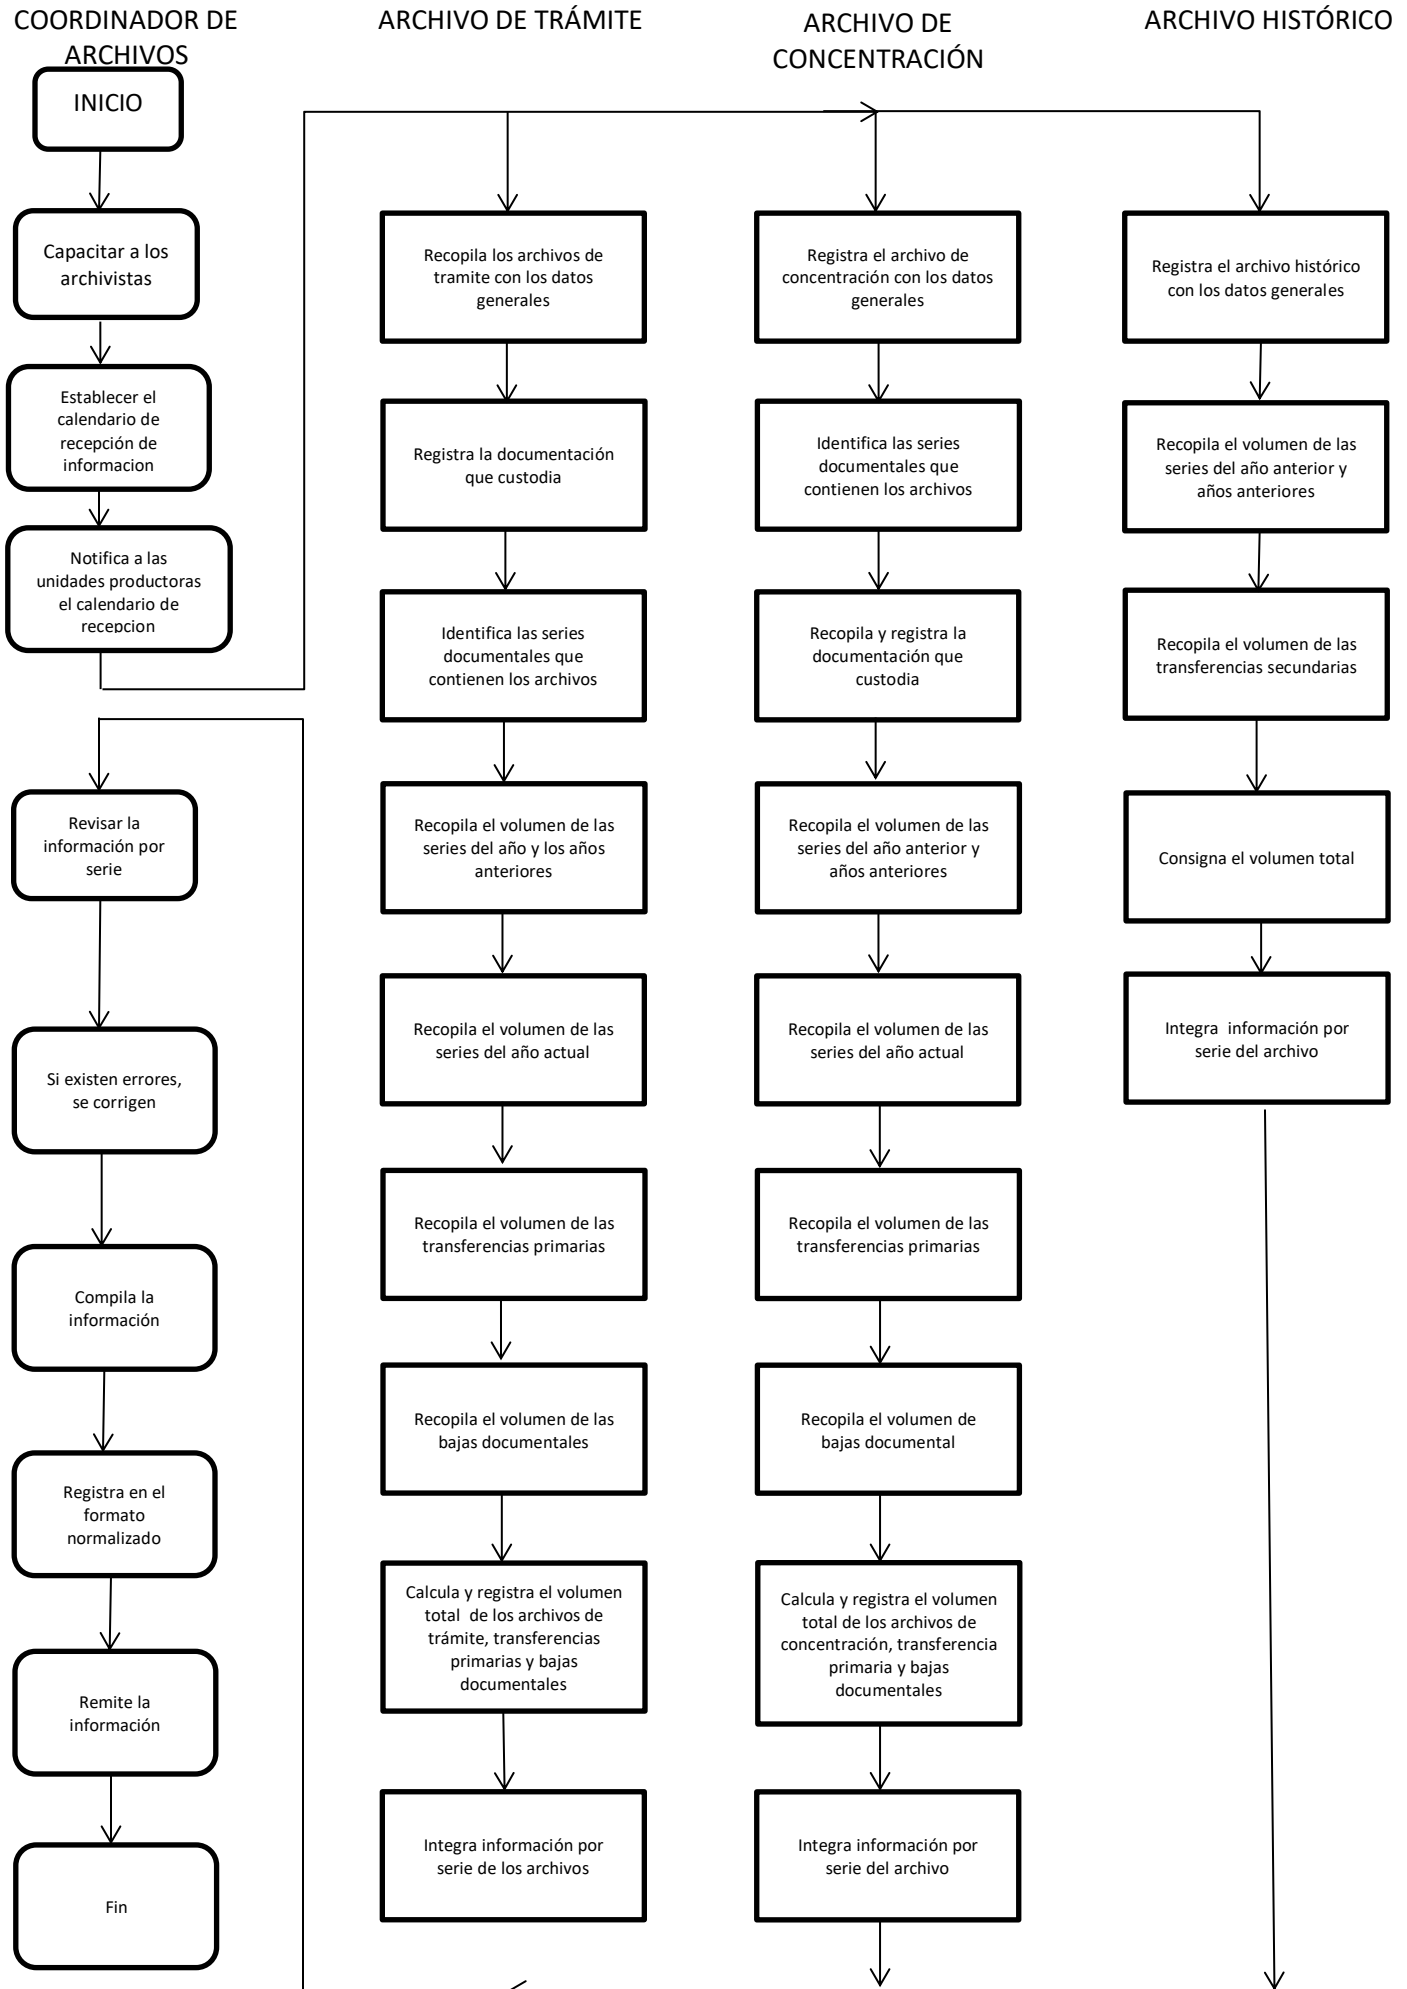 COORDINADOR DE
ARCHIVOS
INICIO
Capacitar a los
archivistas
Establecer el
calendario de
recepción de
informacion
Notifica a las
unidades productoras
el calendario de
recepcion
Revisar la
información por
serie
Si existen errores,
se corrigen
Compila la
información
Registra en el
formato
normalizado
Remite la
información
Fin
ARCHIVO DE TRÁMITE
Recopila los archivos de
tramite con los datos
generales
Registra la documentación
que custodia
Identifica las series
documentales que
contienen los archivos
Recopila el volumen de las
series del año y los años
anteriores
Recopila el volumen de las
series del año actual
Recopila el volumen de las
transferencias primarias
Recopila el volumen de las
bajas documentales
Calcula y registra el volumen
total de los archivos de
trámite, transferencias
primarias y bajas
documentales
Integra información por
serie de los archivos
ARCHIVO DE
CONCENTRACIÓN
Registra el archivo de
concentración con los datos
generales
Identifica las series
documentales que
contienen los archivos
Recopila y registra la
documentación que
custodia
Recopila el volumen de las
series del año anterior y
años anteriores
Recopila el volumen de las
series del año actual
Recopila el volumen de las
transferencias primarias
Recopila el volumen de
bajas documental
Calcula y registra el volumen
total de los archivos de
concentración, transferencia
primaria y bajas
documentales
Integra información por
serie del archivo
ARCHIVO HISTÓRICO
Registra el archivo histórico
con los datos generales
Recopila el volumen de las
series del año anterior y
años anteriores
Recopila el volumen de las
transferencias secundarias
Consigna el volumen total
Integra información por
serie del archivo